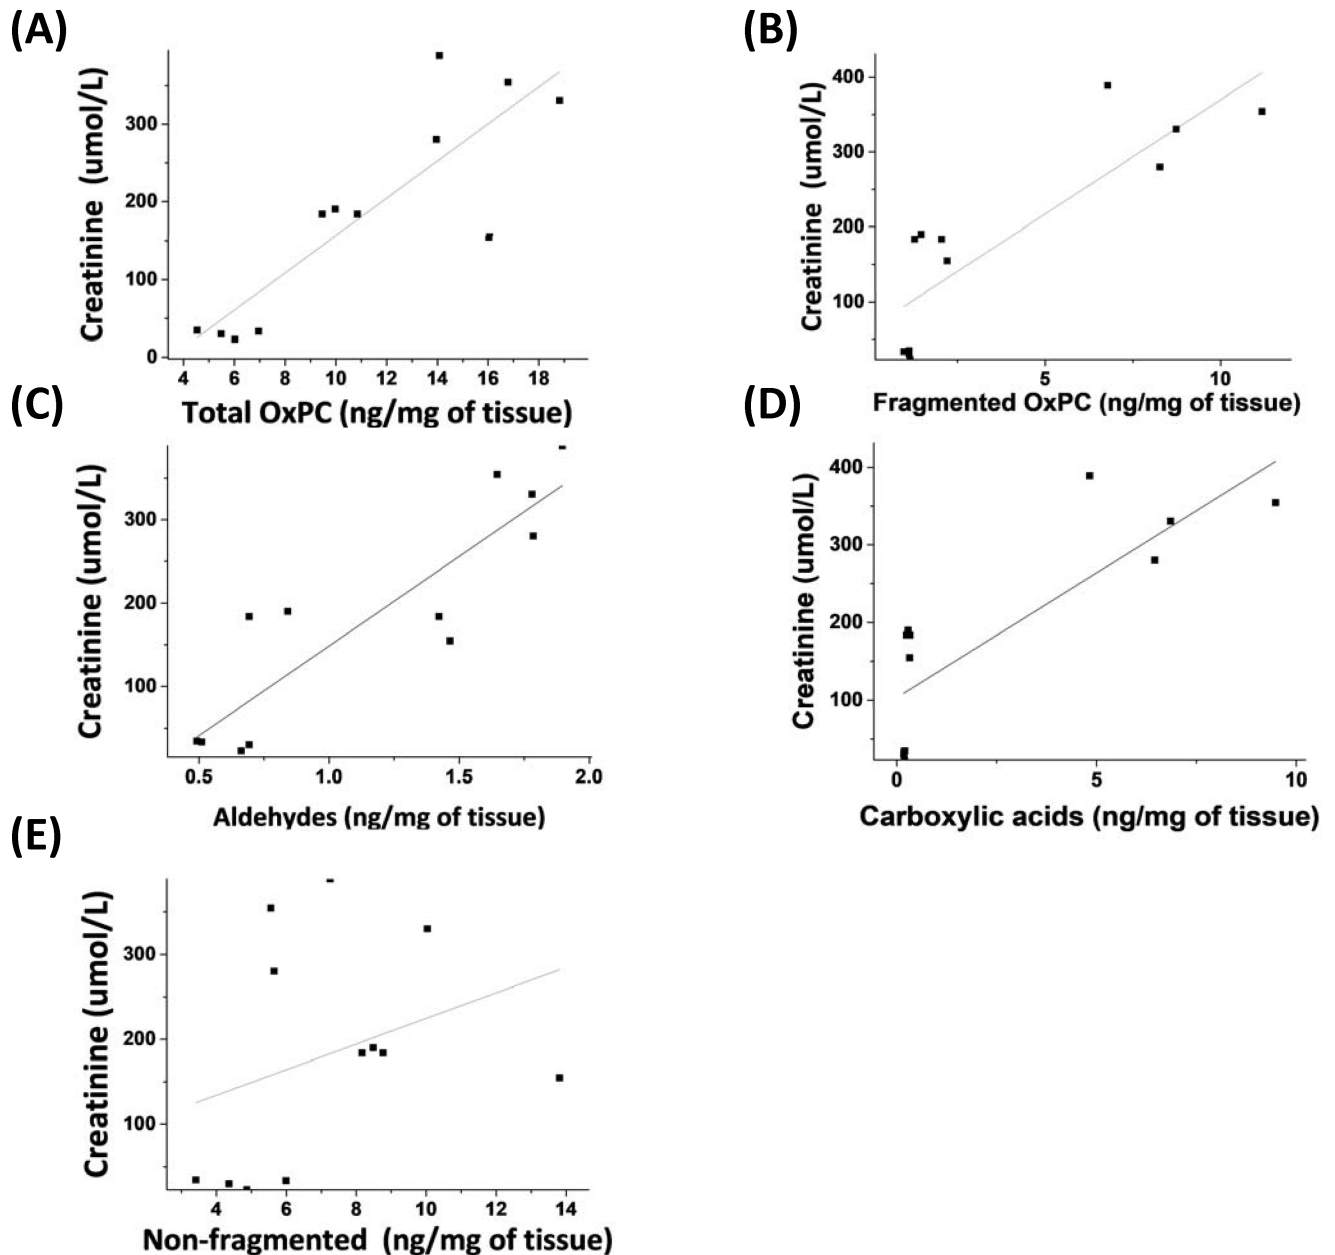 (A)
Creatinine (umol/L)
300
200
100
0
4 6 8 10 12 14 16 18
Total OxPC (ng/mg of tissue)
(B)
Creatinine (umol/L)
400
300
200
100
5 10
Fragmented OxPC (ng/mg of tissue)
(C)
Creatinine (umol/L)
300
200
100
0.5 1.0 1.5 2.0
Aldehydes (ng/mg of tissue)
(D)
Creatinine (umol/L)
400
300
200
100
0 5 10
Carboxylic acids (ng/mg of tissue)
(E)
Creatinine (umol/L)
300
200
100
4 6 8 10 12 14
Non-fragmented (ng/mg of tissue)